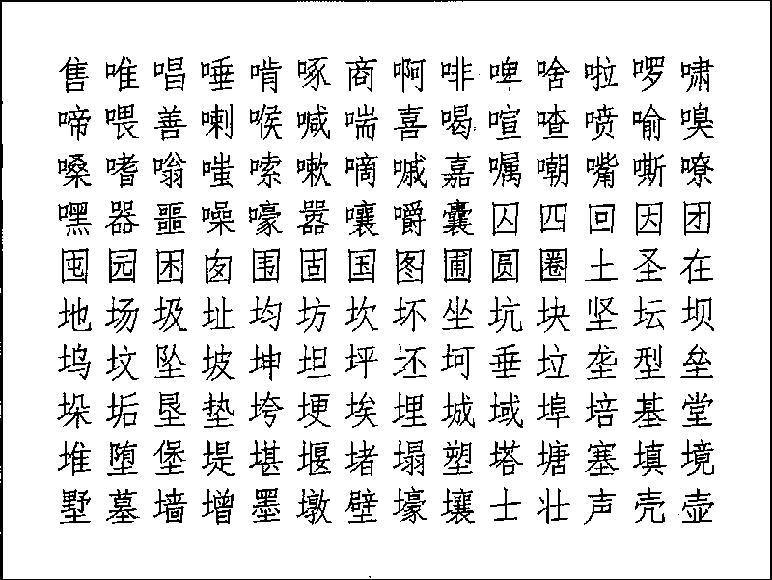 售唯唱唾啃啄商啊啡啤啥啦啰啸
啼喂善喇喉喊喘喜喝喧喳喷喻嗅
嗓嗜嗡嗤嗦嗽嘀嘁嘉嘱嘲嘴嘶嘹
嘿器噩噪嚎嚣嚷嚼囊囚四回因团
囤园困囱围固国图圃圆圈土圣在
地场圾址均坊坎坏坐坑块坚坛坝
坞坟坠坡坤坦坪坯坷垂垃垄型垒
垛垢垦垫垮埂埃埋城域埠培基堂
堆堕堡堤堪堰堵塌塑塔塘塞填境
墅墓墙增墨墩壁壕壤士壮声壳壶